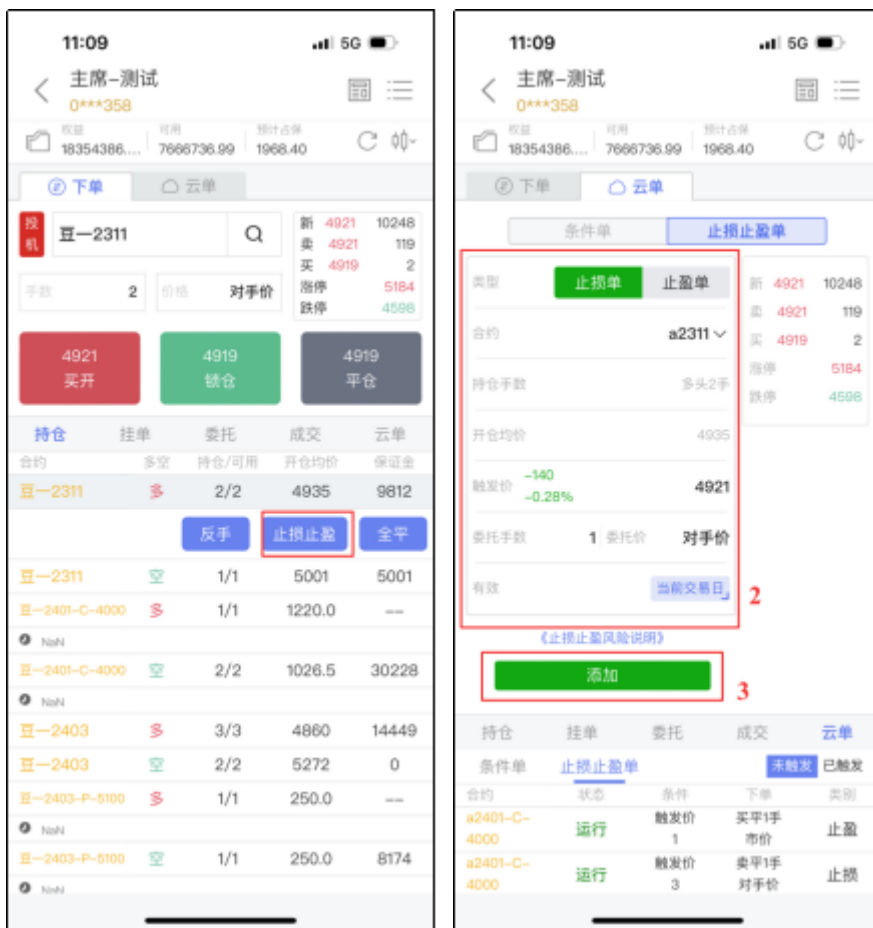 11:09
5G
主席-测试
0***358
权益 可用 预计占保
18354386.... 7666736.99 1968.40
下单 云单
投机
豆一2311
新 4921 10248
卖 4921 119
买 4919 2
涨停 5184
跌停 4598
手数 2 价格 对手价
4921 4919 4919
买开 锁仓 平仓
持仓 挂单 委托 成交 云单
合约 多空 持仓/可用 开仓均价 保证金
豆一2311 多 2/2 4935 9812
反手 止损止盈 全平
豆一2311 空 1/1 5001 5001
豆一2401-C-4000 多 1/1 1220.0 --
NaN
豆一2401-C-4000 空 2/2 1026.5 30228
NaN
豆一2403 多 3/3 4860 14449
豆一2403 空 2/2 5272 0
豆一2403-P-5100 多 1/1 250.0 --
NaN
豆一2403-P-5100 空 1/1 250.0 8174
NaN
11:09
5G
主席-测试
0***358
权益 可用 预计占保
18354386.... 7666736.99 1968.40
下单 云单
条件单 止损止盈单
类型 止损单 止盈单
合约 a2311
持仓手数 多头2手
开仓均价 4935
触发价 -140 4921
-0.28%
委托手数 1 委托价 对手价
有效 当前交易日
新 4921 10248
卖 4921 119
买 4919 2
涨停 5184
跌停 4598
2
《止损止盈风险说明》
添加
3
持仓 挂单 委托 成交 云单
条件单 止损止盈单 未触发 已触发
合约 状态 条件 下单 类别
a2401-C-4000 运行 触发价 1 买平1手 市价 止盈
a2401-C-4000 运行 触发价 3 卖平1手 对手价 止损